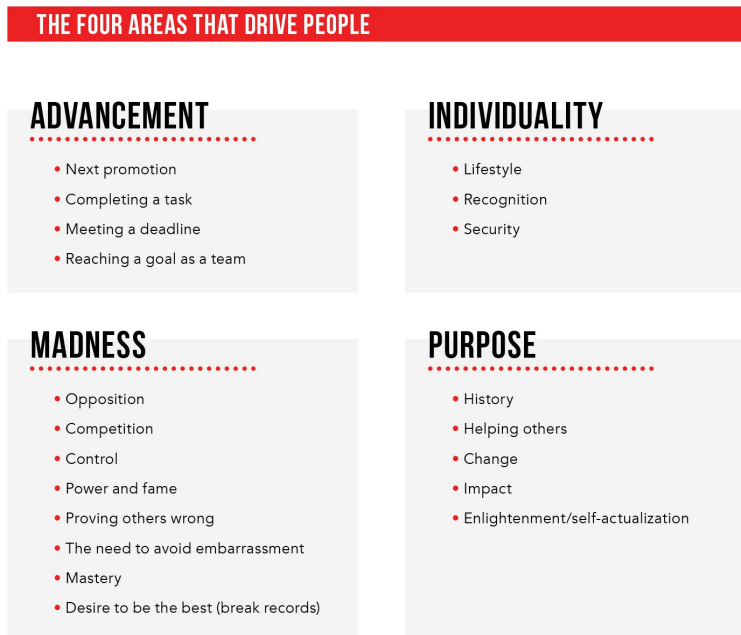 THE FOUR AREAS THAT DRIVE PEOPLE
ADVANCEMENT
• Next promotion
• Completing a task
• Meeting a deadline
• Reaching a goal as a team
INDIVIDUALITY
• Lifestyle
• Recognition
• Security
MADNESS
• Opposition
• Competition
• Control
• Power and fame
• Proving others wrong
• The need to avoid embarrassment
• Mastery
• Desire to be the best (break records)
PURPOSE
• History
• Helping others
• Change
• Impact
• Enlightenment/self-actualization